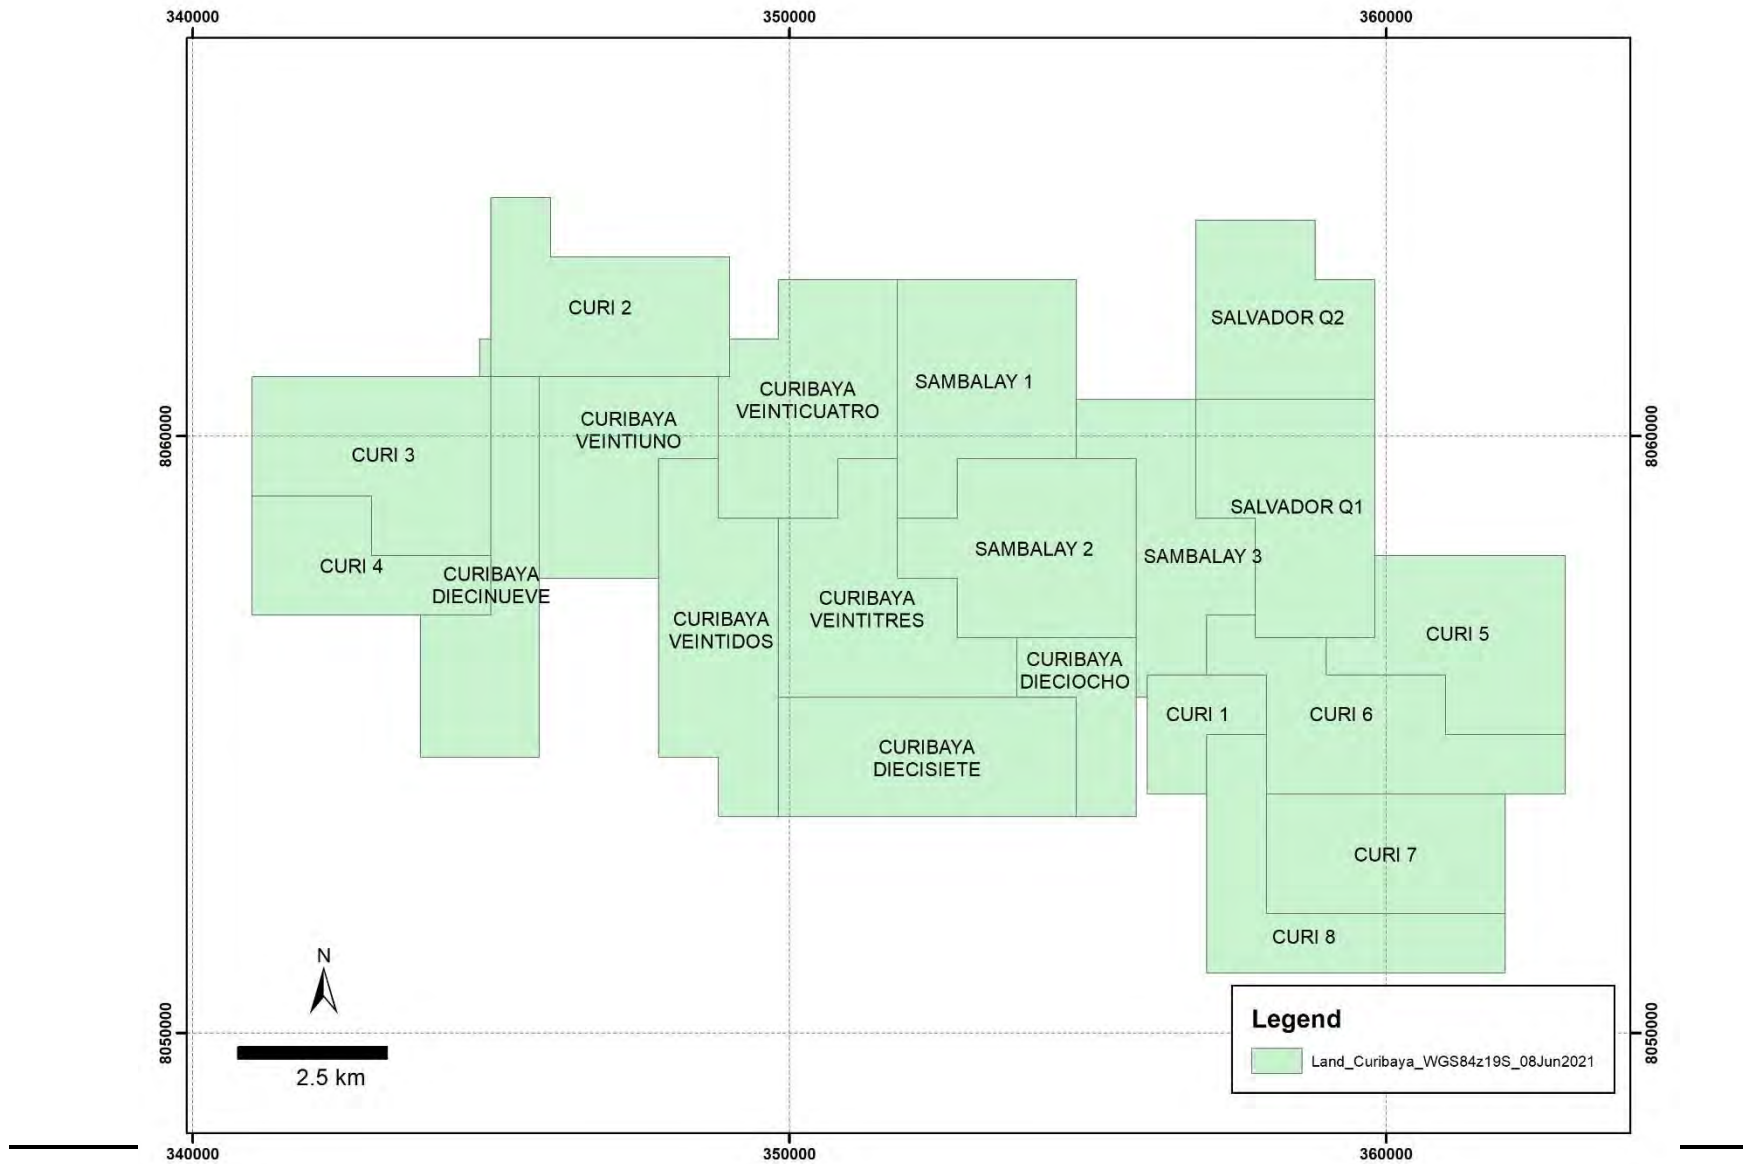 340000
350000
360000
CURI 2
SALVADOR Q2
CURIBAYA
VEINTICUATRO
SAMBALAY 1
CURIBAYA
VEINTIUNO
8060000
8060000
CURI 3
SALVADOR Q1
SAMBALAY 2
SAMBALAY 3
CURI 4
CURIBAYA
DIECINUEVE
CURIBAYA
VEINTITRES
CURIBAYA
VEINTIDOS
CURI 5
CURIBAYA
DIECIOCHO
CURI 1
CURI 6
CURIBAYA
DIECISIETE
CURI 7
CURI 8
N
2.5 km
8050000
8050000
Legend
Land_Curibaya_WGS84z19S_08Jun2021
340000
350000
360000